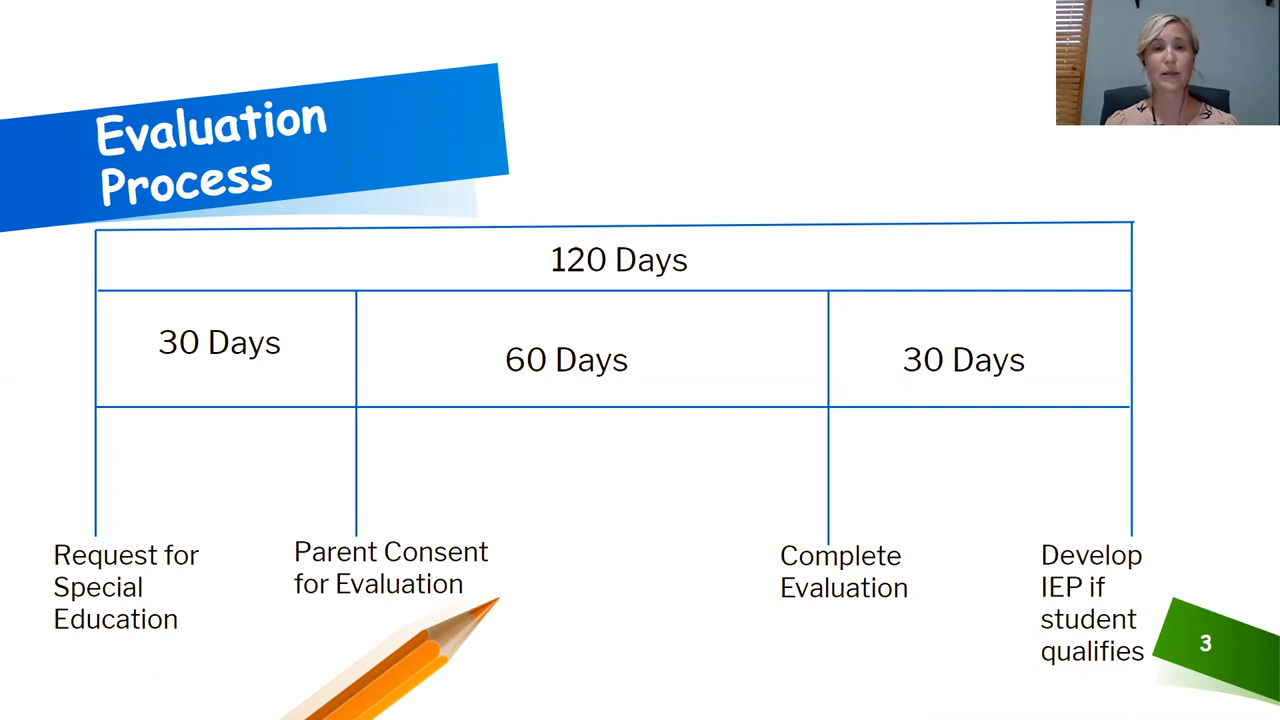 Evaluation
Process
120 Days
30 Days
60 Days
30 Days
Request for
Special
Education
Parent Consent
for Evaluation
Complete
Evaluation
Develop
IEP if
student
qualifies
3